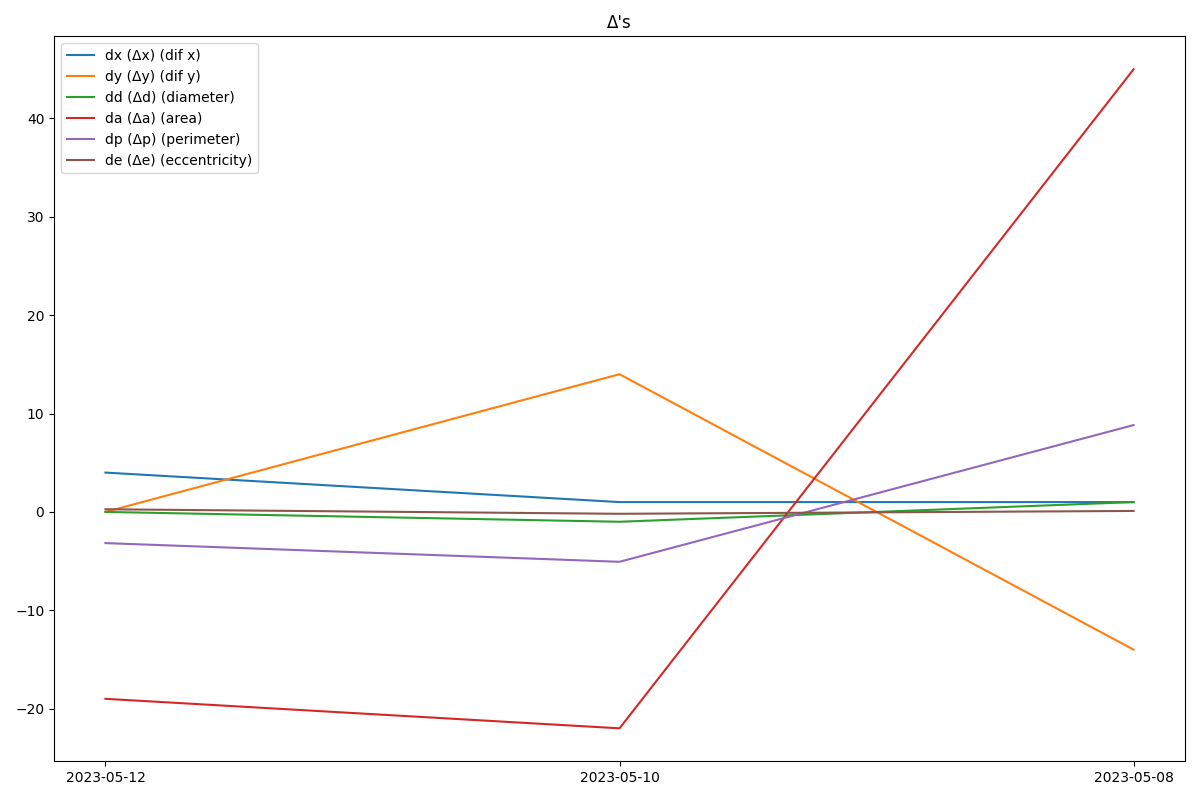 Δ's
dx (Δx) (dif x)
dy (Δy) (dif y)
dd (Δd) (diameter)
da (Δa) (area)
dp (Δp) (perimeter)
de (Δe) (eccentricity)
40
30
20
10
0
−10
−20
2023-05-12
2023-05-10
2023-05-08